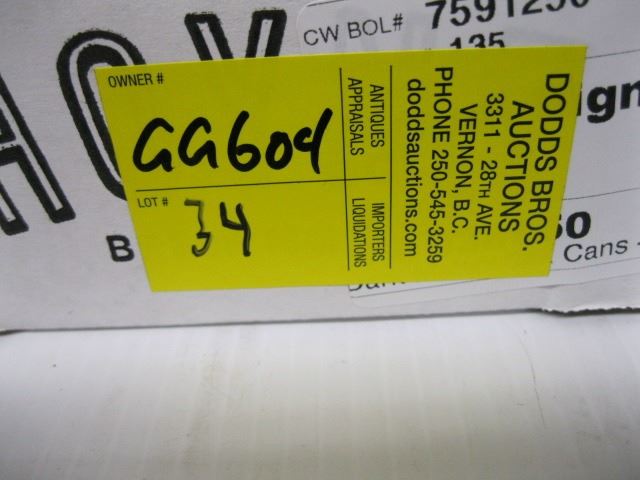 CW BOL# 7591250
135
OWNER #
GG604
LOT #
34
ANTIQUES
APPRAISALS
IMPORTERS
LIQUIDATIONS
DODDS BROS.
AUCTIONS
3311 - 28TH AVE.
VERNON, B.C.
PHONE 250-545-3259
doddsauctions.com
Cans